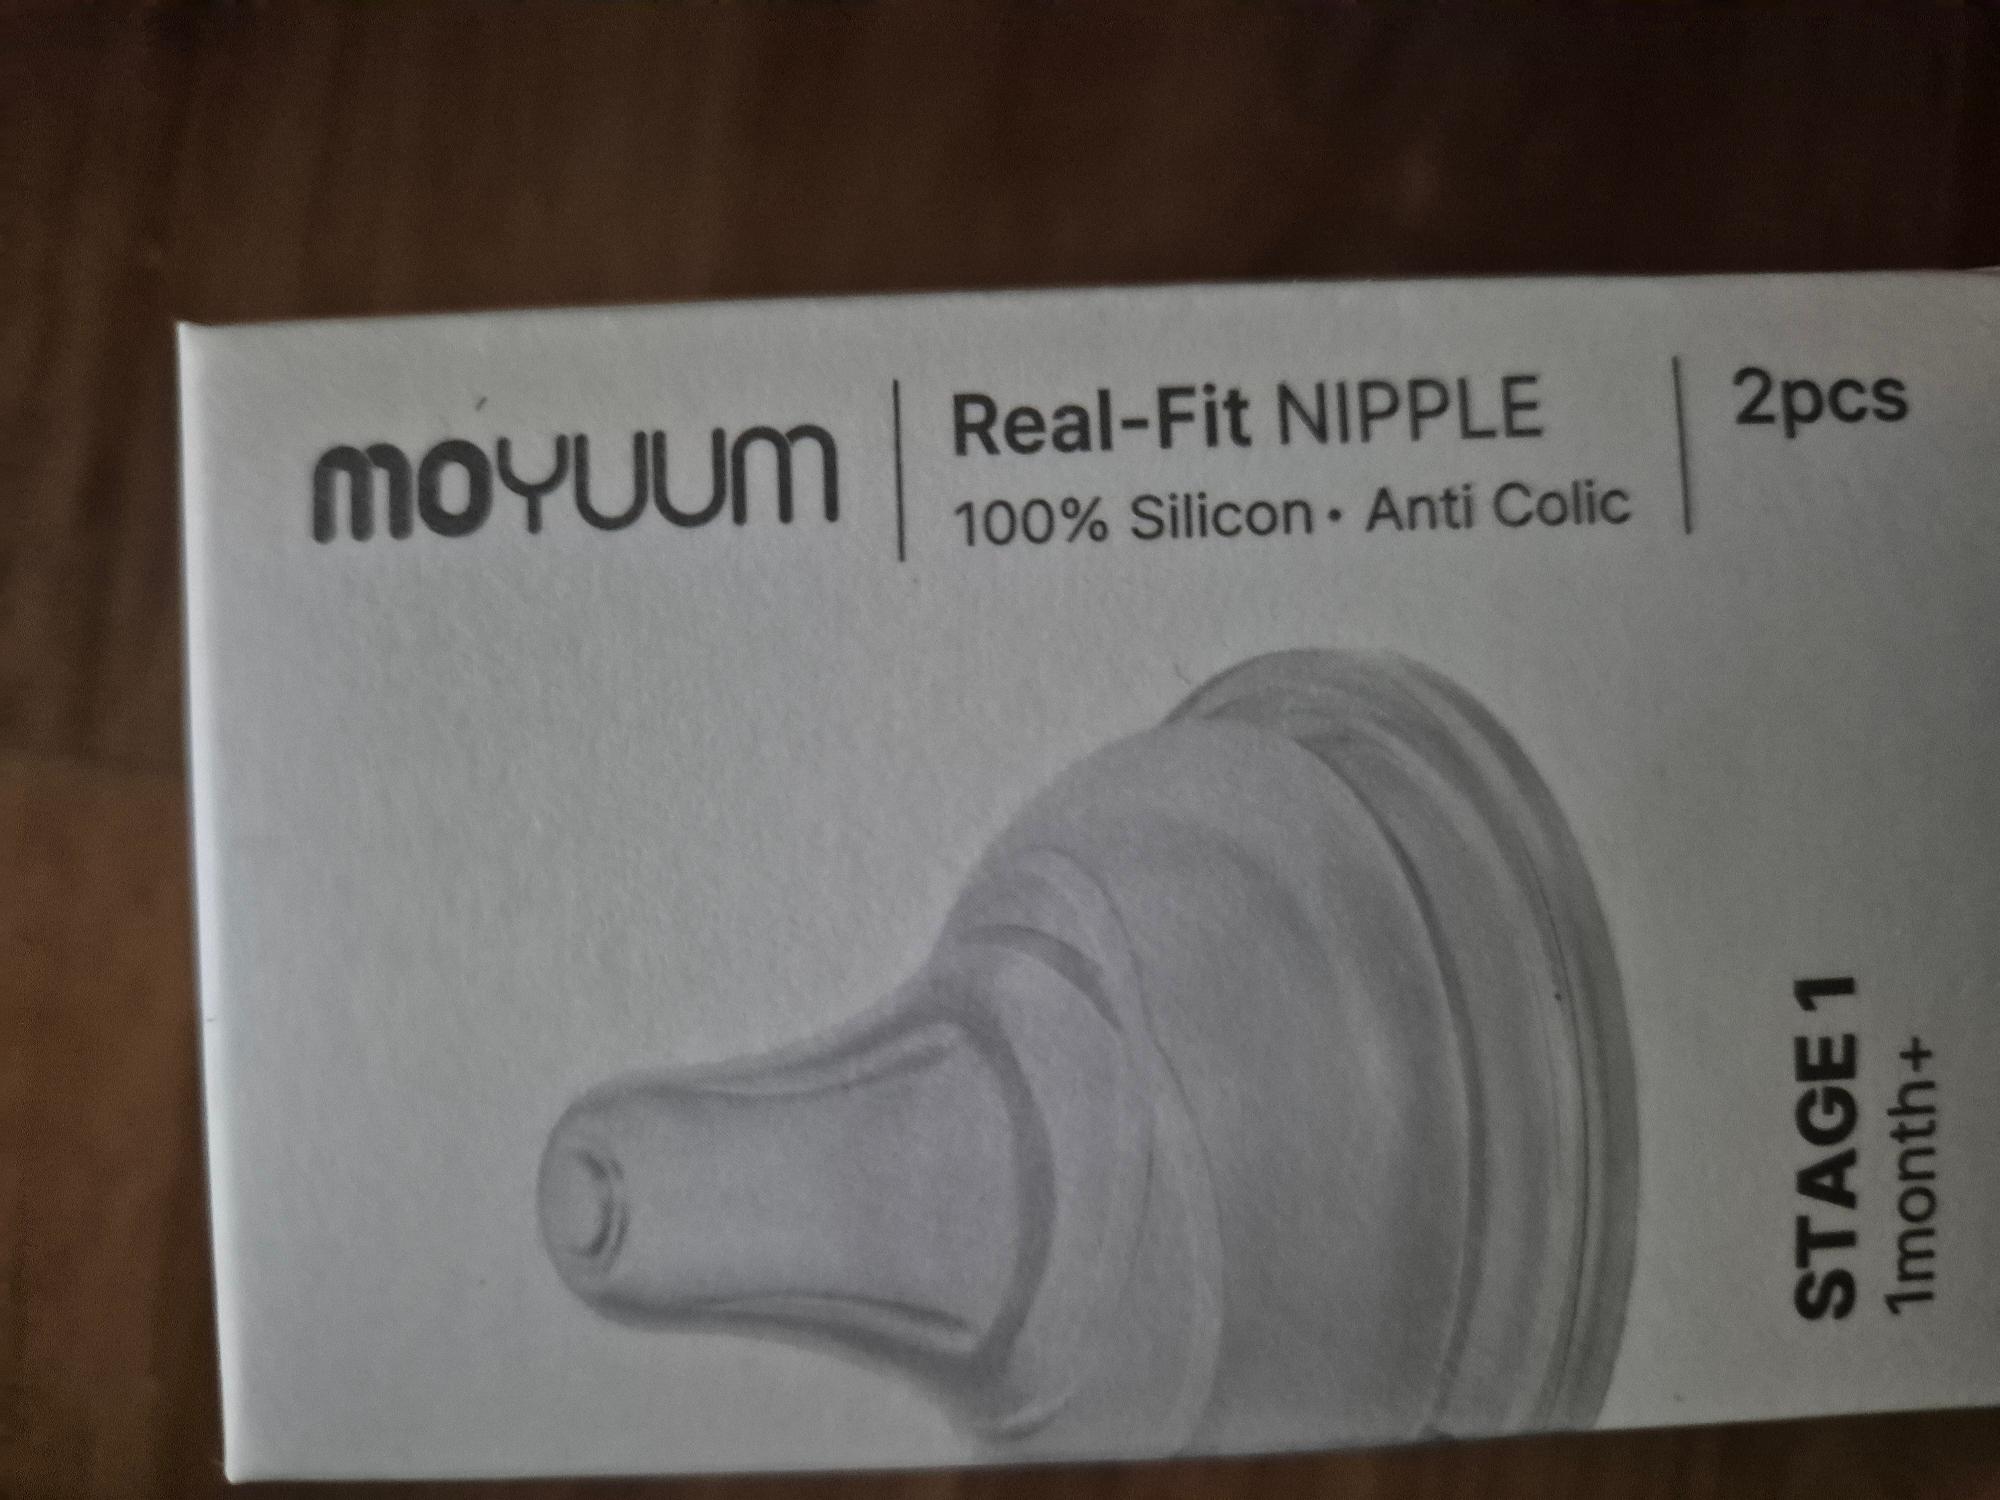 moyuum
Real-Fit NIPPLE
100% Silicon • Anti Colic
2pcs
STAGE 1
1month+